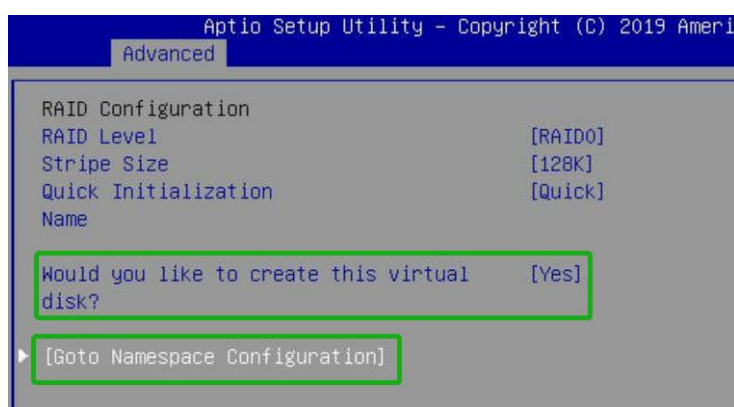 Aptio Setup Utility – Copyright (C) 2019 Ameri
Advanced
RAID Configuration
RAID Level [RAID0]
Stripe Size [128K]
Quick Initialization [Quick]
Name
Would you like to create this virtual [Yes]
disk?
[Goto Namespace Configuration]